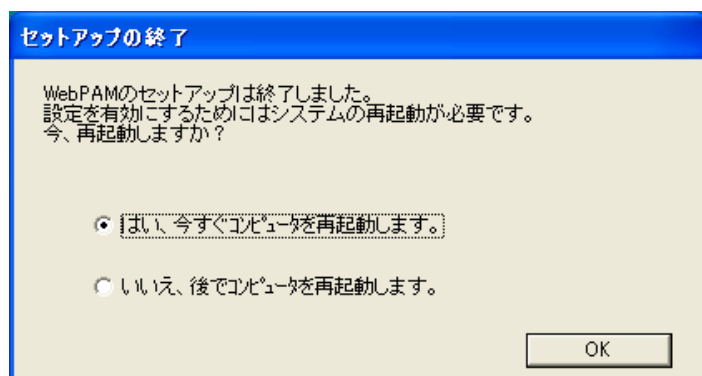 セットアップの終了
WebPAMのセットアップは終了しました。
設定を有効にするためにはシステムの再起動が必要です。
今、再起動しますか？
はい、今すぐｺﾝﾋﾟｭｰﾀを再起動します。
いいえ、後でｺﾝﾋﾟｭｰﾀを再起動します。
OK